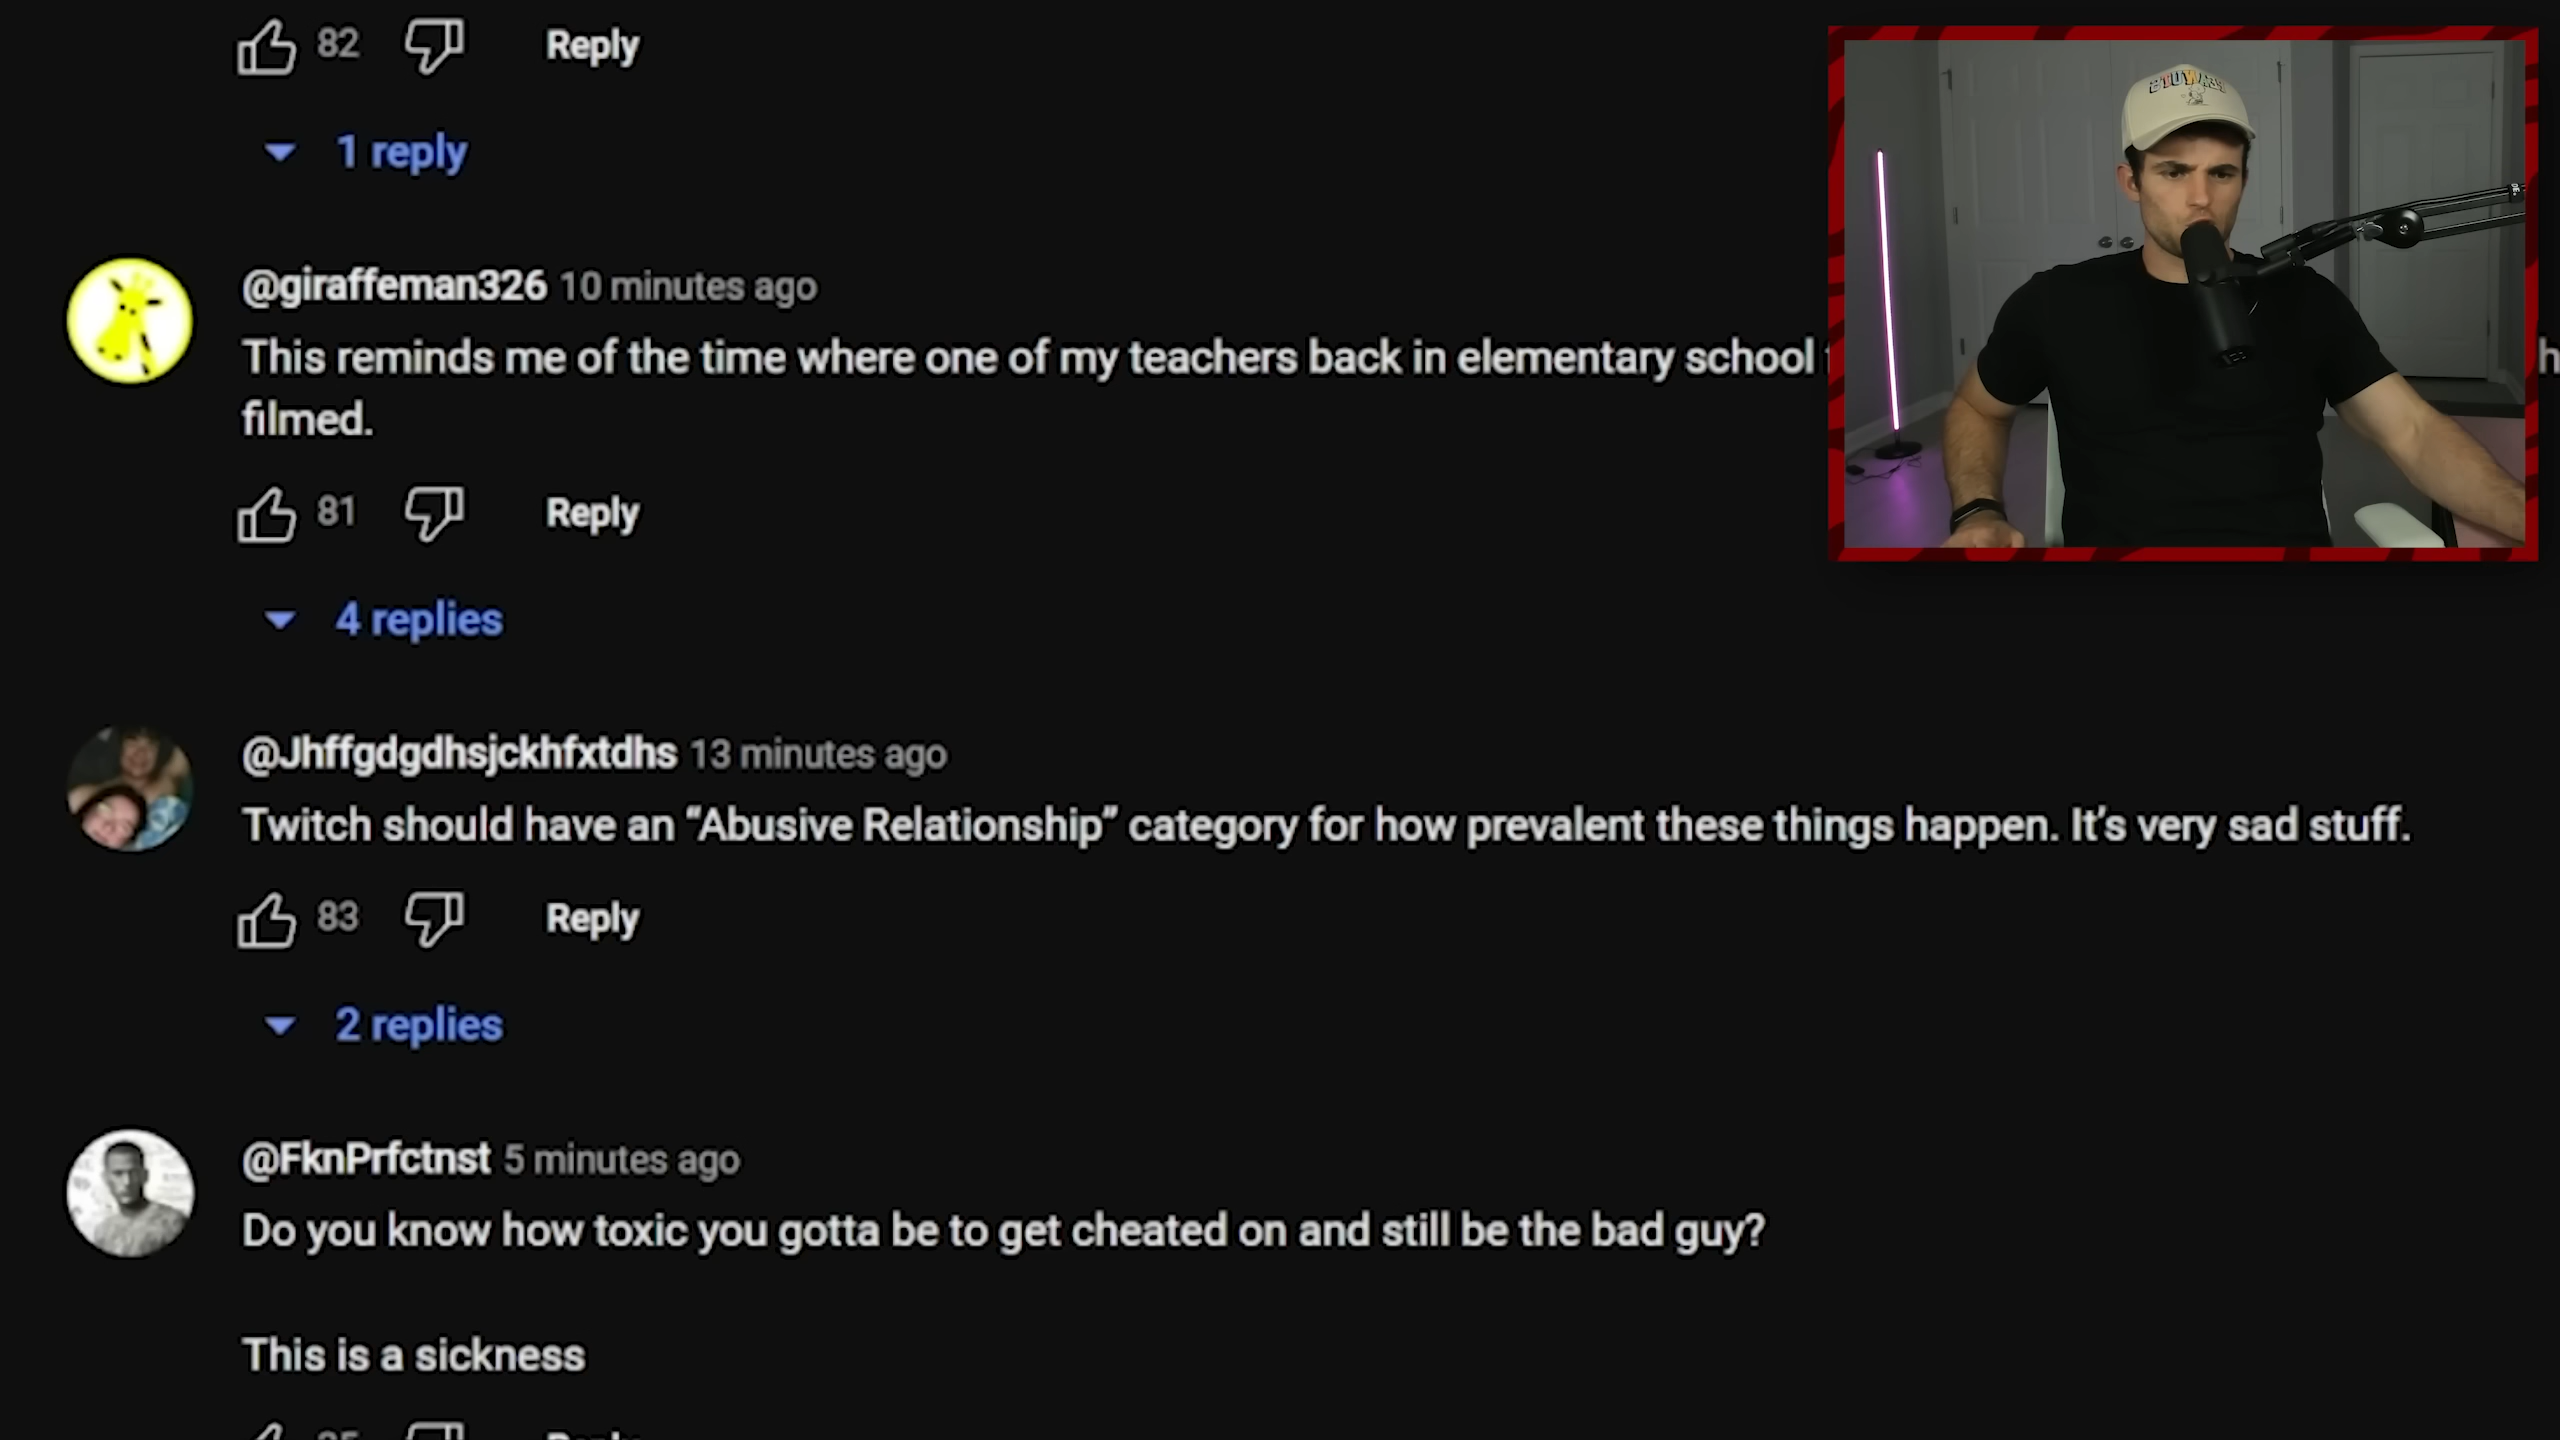 82 Reply
1 reply
@giraffeman326 10 minutes ago
This reminds me of the time where one of my teachers back in elementary school
filmed.
81 Reply
4 replies
@Jhffgdgdhsjckhfxtdhs 13 minutes ago
Twitch should have an “Abusive Relationship” category for how prevalent these things happen. It’s very sad stuff.
83 Reply
2 replies
@FknPrfctnst 5 minutes ago
Do you know how toxic you gotta be to get cheated on and still be the bad guy?
This is a sickness